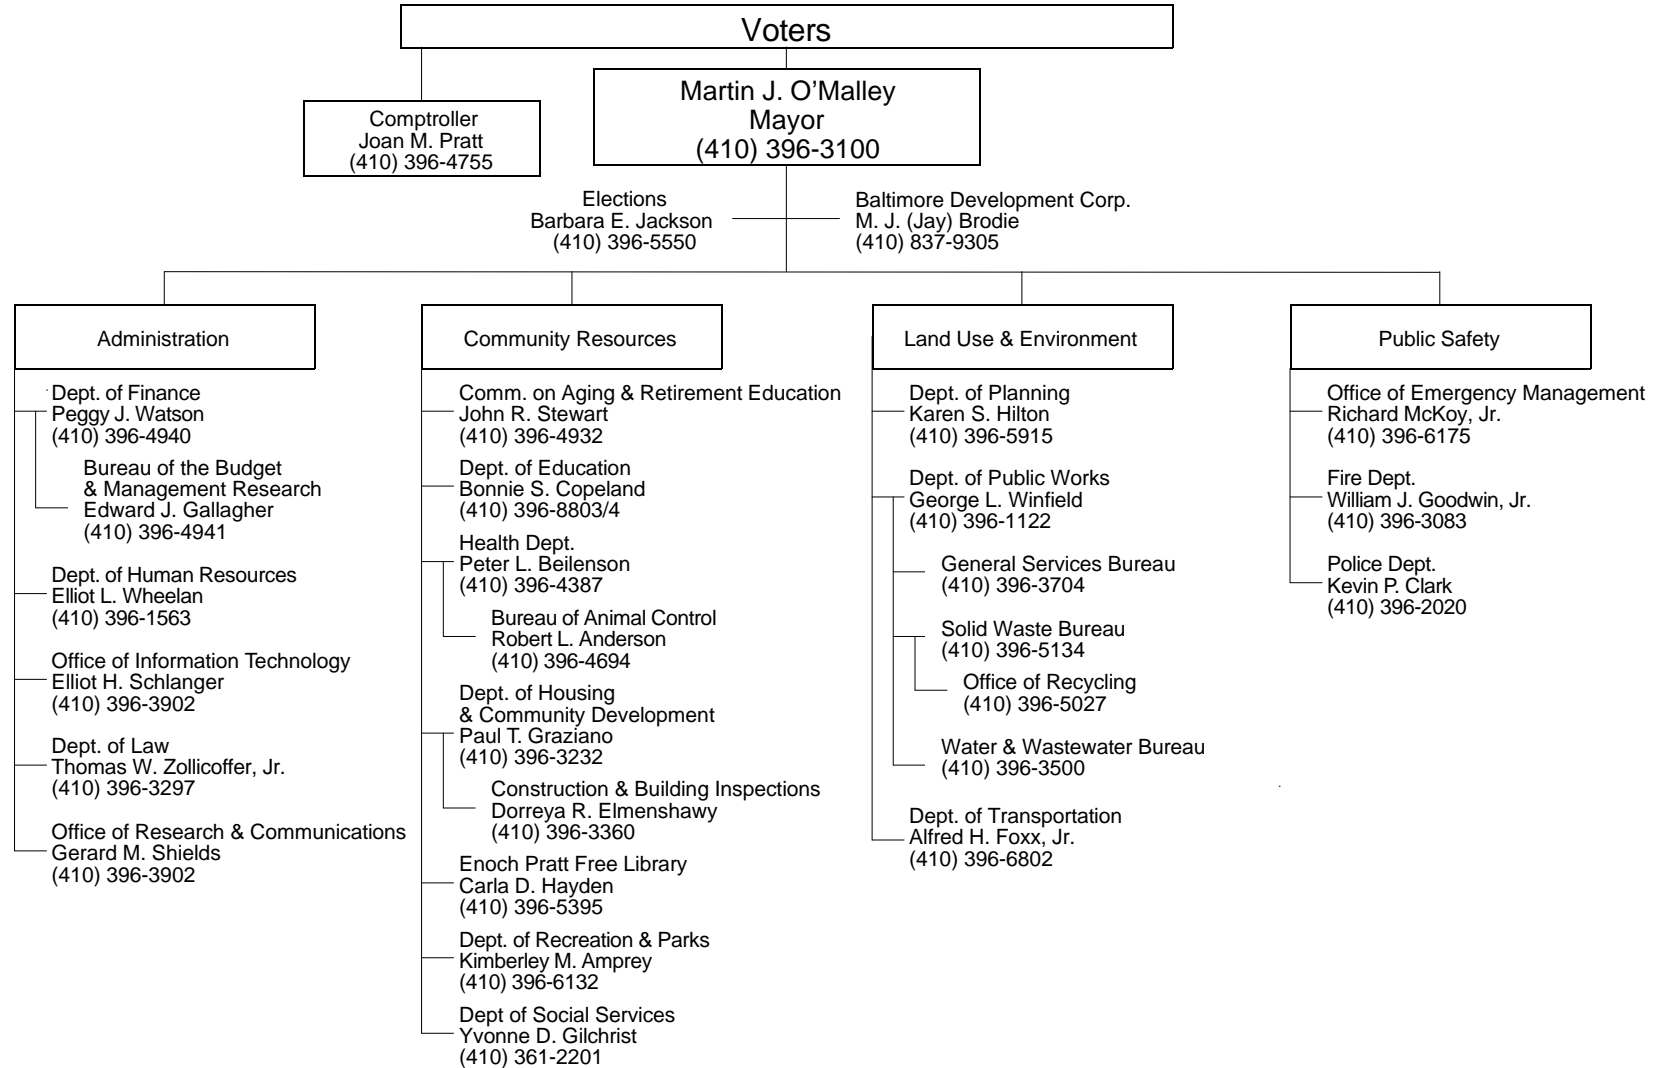 Voters
Martin J. O’Malley
Mayor
(410) 396-3100
Comptroller
Joan M. Pratt
(410) 396-4755
Elections
Barbara E. Jackson
(410) 396-5550
Baltimore Development Corp.
M. J. (Jay) Brodie
(410) 837-9305
Administration
Dept. of Finance
Peggy J. Watson
(410) 396-4940
Bureau of the Budget
& Management Research
Edward J. Gallagher
(410) 396-4941
Dept. of Human Resources
Elliot L. Wheelan
(410) 396-1563
Office of Information Technology
Elliot H. Schlanger
(410) 396-3902
Dept. of Law
Thomas W. Zollicoffer, Jr.
(410) 396-3297
Office of Research & Communications
Gerard M. Shields
(410) 396-3902
Community Resources
Comm. on Aging & Retirement Education
John R. Stewart
(410) 396-4932
Dept. of Education
Bonnie S. Copeland
(410) 396-8803/4
Health Dept.
Peter L. Beilenson
(410) 396-4387
Bureau of Animal Control
Robert L. Anderson
(410) 396-4694
Dept. of Housing
& Community Development
Paul T. Graziano
(410) 396-3232
Construction & Building Inspections
Dorreya R. Elmenshawy
(410) 396-3360
Enoch Pratt Free Library
Carla D. Hayden
(410) 396-5395
Dept. of Recreation & Parks
Kimberley M. Amprey
(410) 396-6132
Dept of Social Services
Yvonne D. Gilchrist
(410) 361-2201
Land Use & Environment
Dept. of Planning
Karen S. Hilton
(410) 396-5915
Dept. of Public Works
George L. Winfield
(410) 396-1122
General Services Bureau
(410) 396-3704
Solid Waste Bureau
(410) 396-5134
Office of Recycling
(410) 396-5027
Water & Wastewater Bureau
(410) 396-3500
Dept. of Transportation
Alfred H. Foxx, Jr.
(410) 396-6802
Public Safety
Office of Emergency Management
Richard McKoy, Jr.
(410) 396-6175
Fire Dept.
William J. Goodwin, Jr.
(410) 396-3083
Police Dept.
Kevin P. Clark
(410) 396-2020